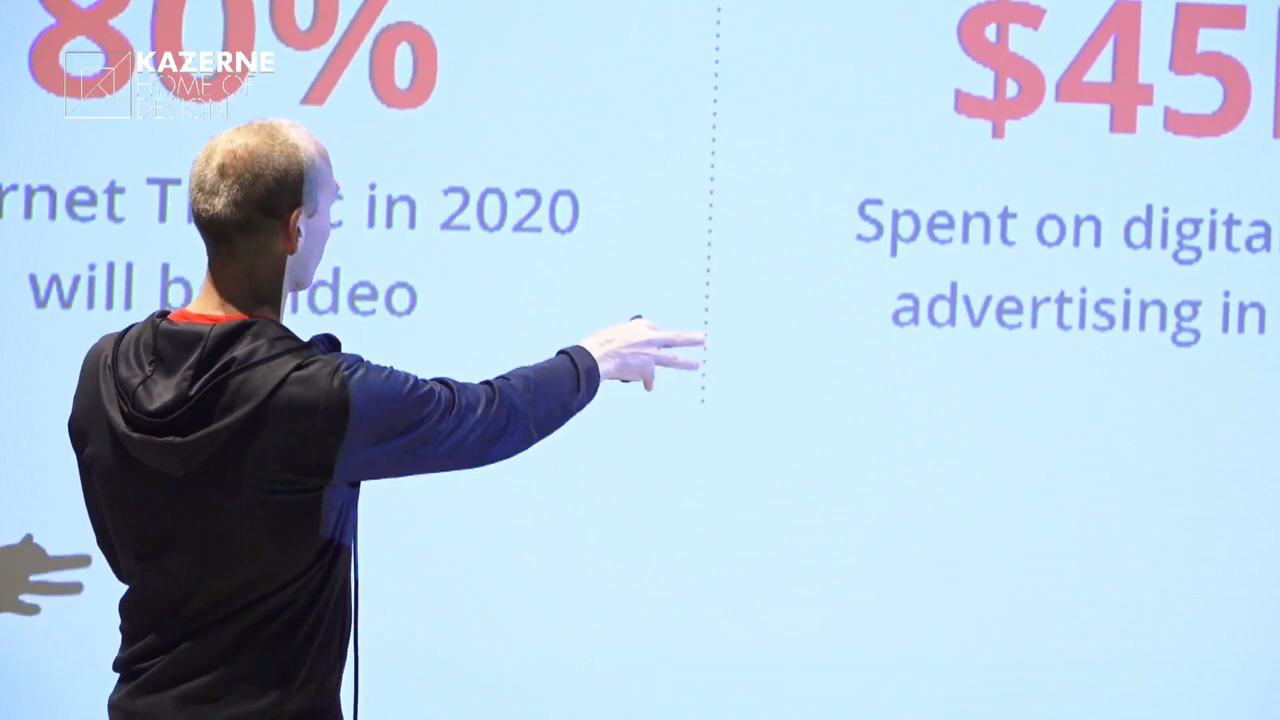 80%
KAZERNE
HOME OF
DESIGN
$45
rnet T c in 2020
will b ideo
Spent on digita
advertising in